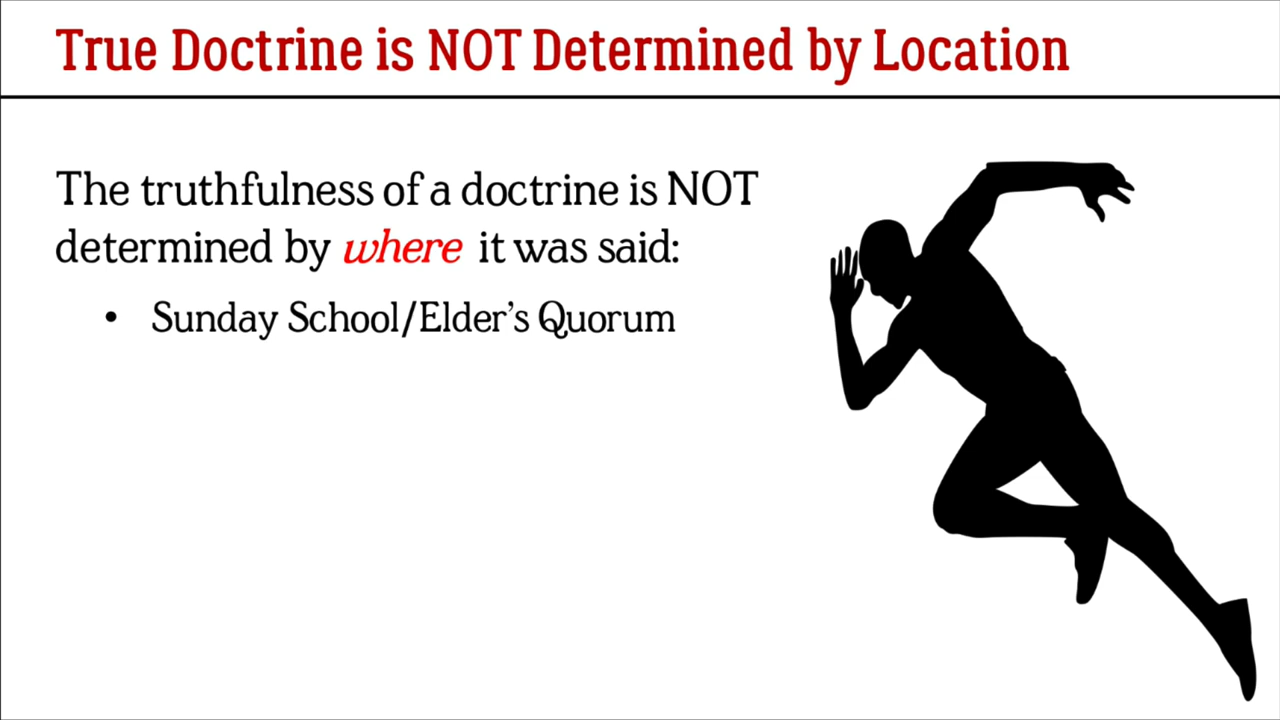 True Doctrine is NOT Determined by Location
The truthfulness of a doctrine is NOT
determined by where it was said:
• Sunday School/Elder’s Quorum